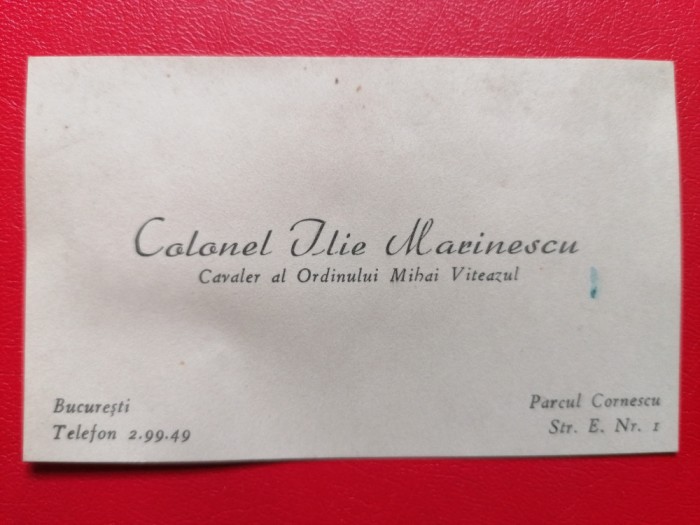 Colonel Ilie Marinescu
Cavaler al Ordinului Mihai Viteazul
București
Telefon 2.99.49
Parcul Cornescu
Str. E. Nr. 1